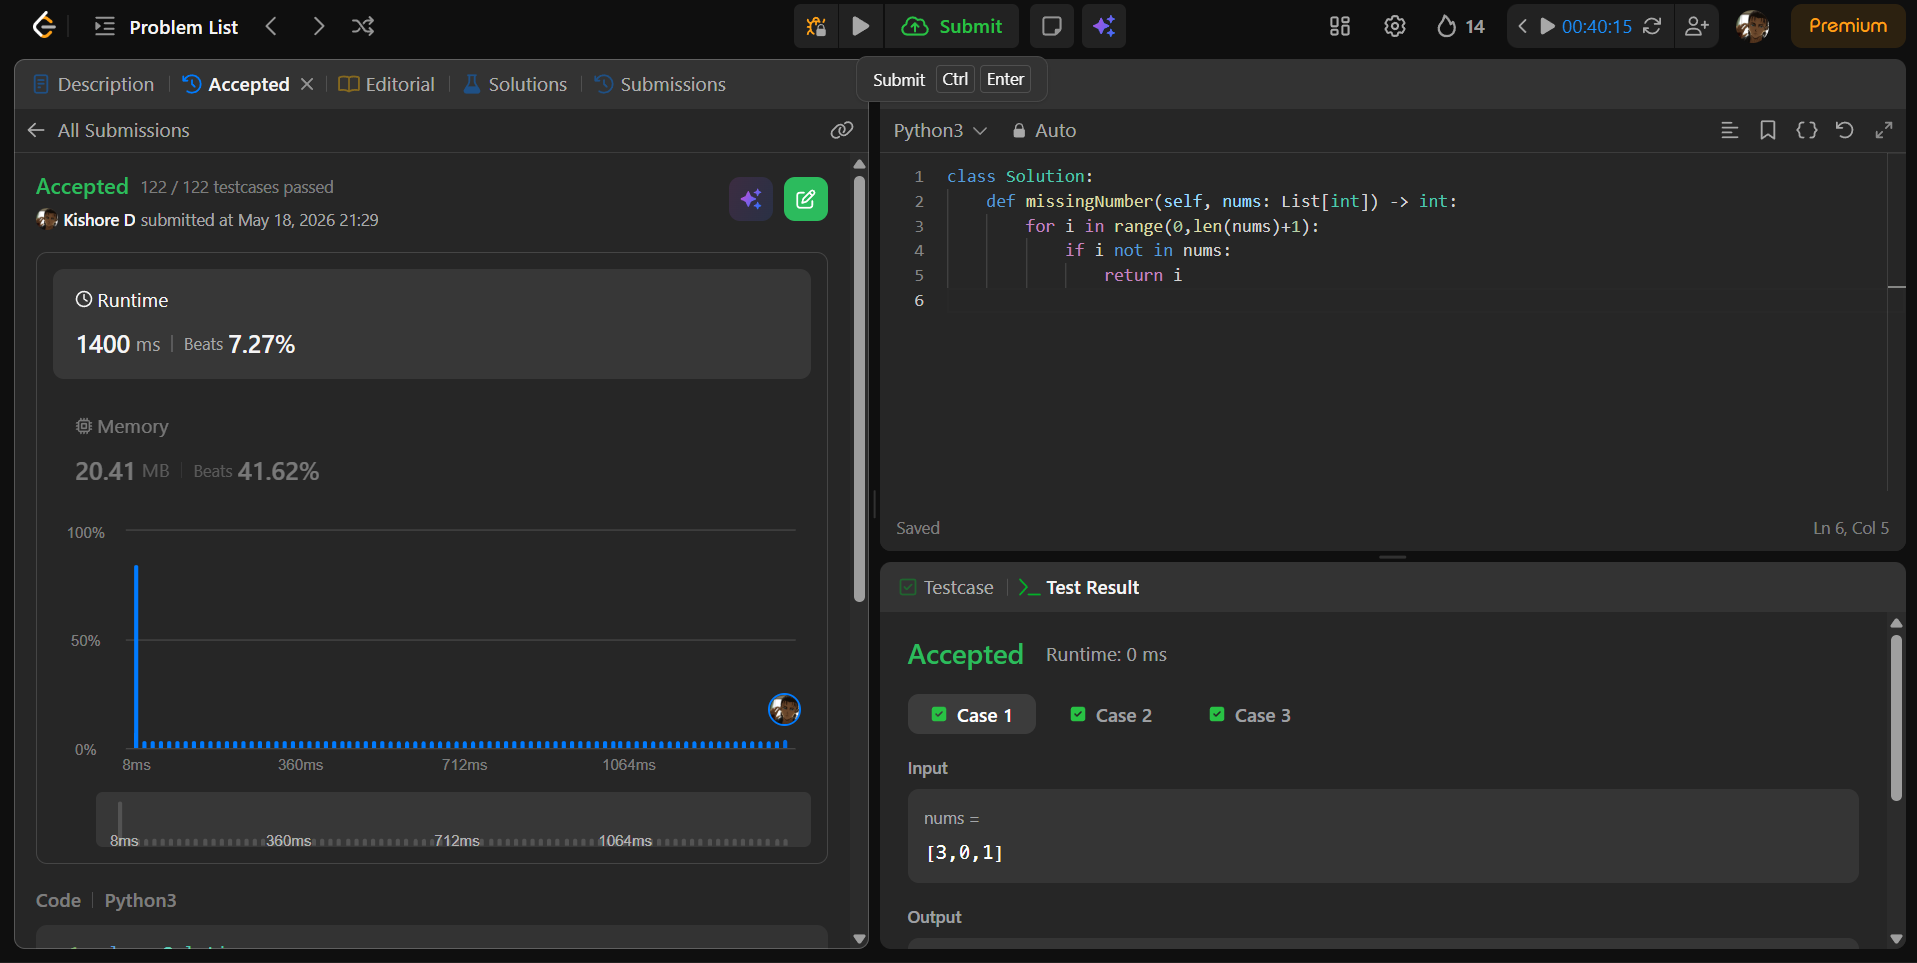 Problem List
Submit
14
00:40:15
Premium
Description
Accepted
Editorial
Solutions
Submissions
Submit Ctrl Enter
All Submissions
Accepted 122 / 122 testcases passed
Kishore D submitted at May 18, 2026 21:29
Runtime
1400 ms | Beats 7.27%
Memory
20.41 MB | Beats 41.62%
100%
50%
0%
8ms 360ms 712ms 1064ms
8ms 360ms 712ms 1064ms
Code | Python3
Python3
Auto
1 class Solution:
2     def missingNumber(self, nums: List[int]) -> int:
3         for i in range(0,len(nums)+1):
4             if i not in nums:
5                 return i
6
Saved
Ln 6, Col 5
Testcase
Test Result
Accepted Runtime: 0 ms
Case 1 Case 2 Case 3
Input
nums =
[3,0,1]
Output